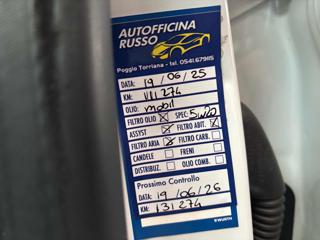 AUTOFFICINA
RUSSO
Poggio Torriana - tel. 0541.679115
DATA: 19/06/25
KM: 111 274
OLIO: mobil
FILTRO OLIO SPEC: 5w20
ASSYST FILTRO ABIT.
FILTRO ARIA FILTRO CARB.
CANDELE FRENI
DISTRIBUZ. OLIO COMB.
Prossimo Controllo
DATA: 19/06/26
KM: 131 274
WÜRTH